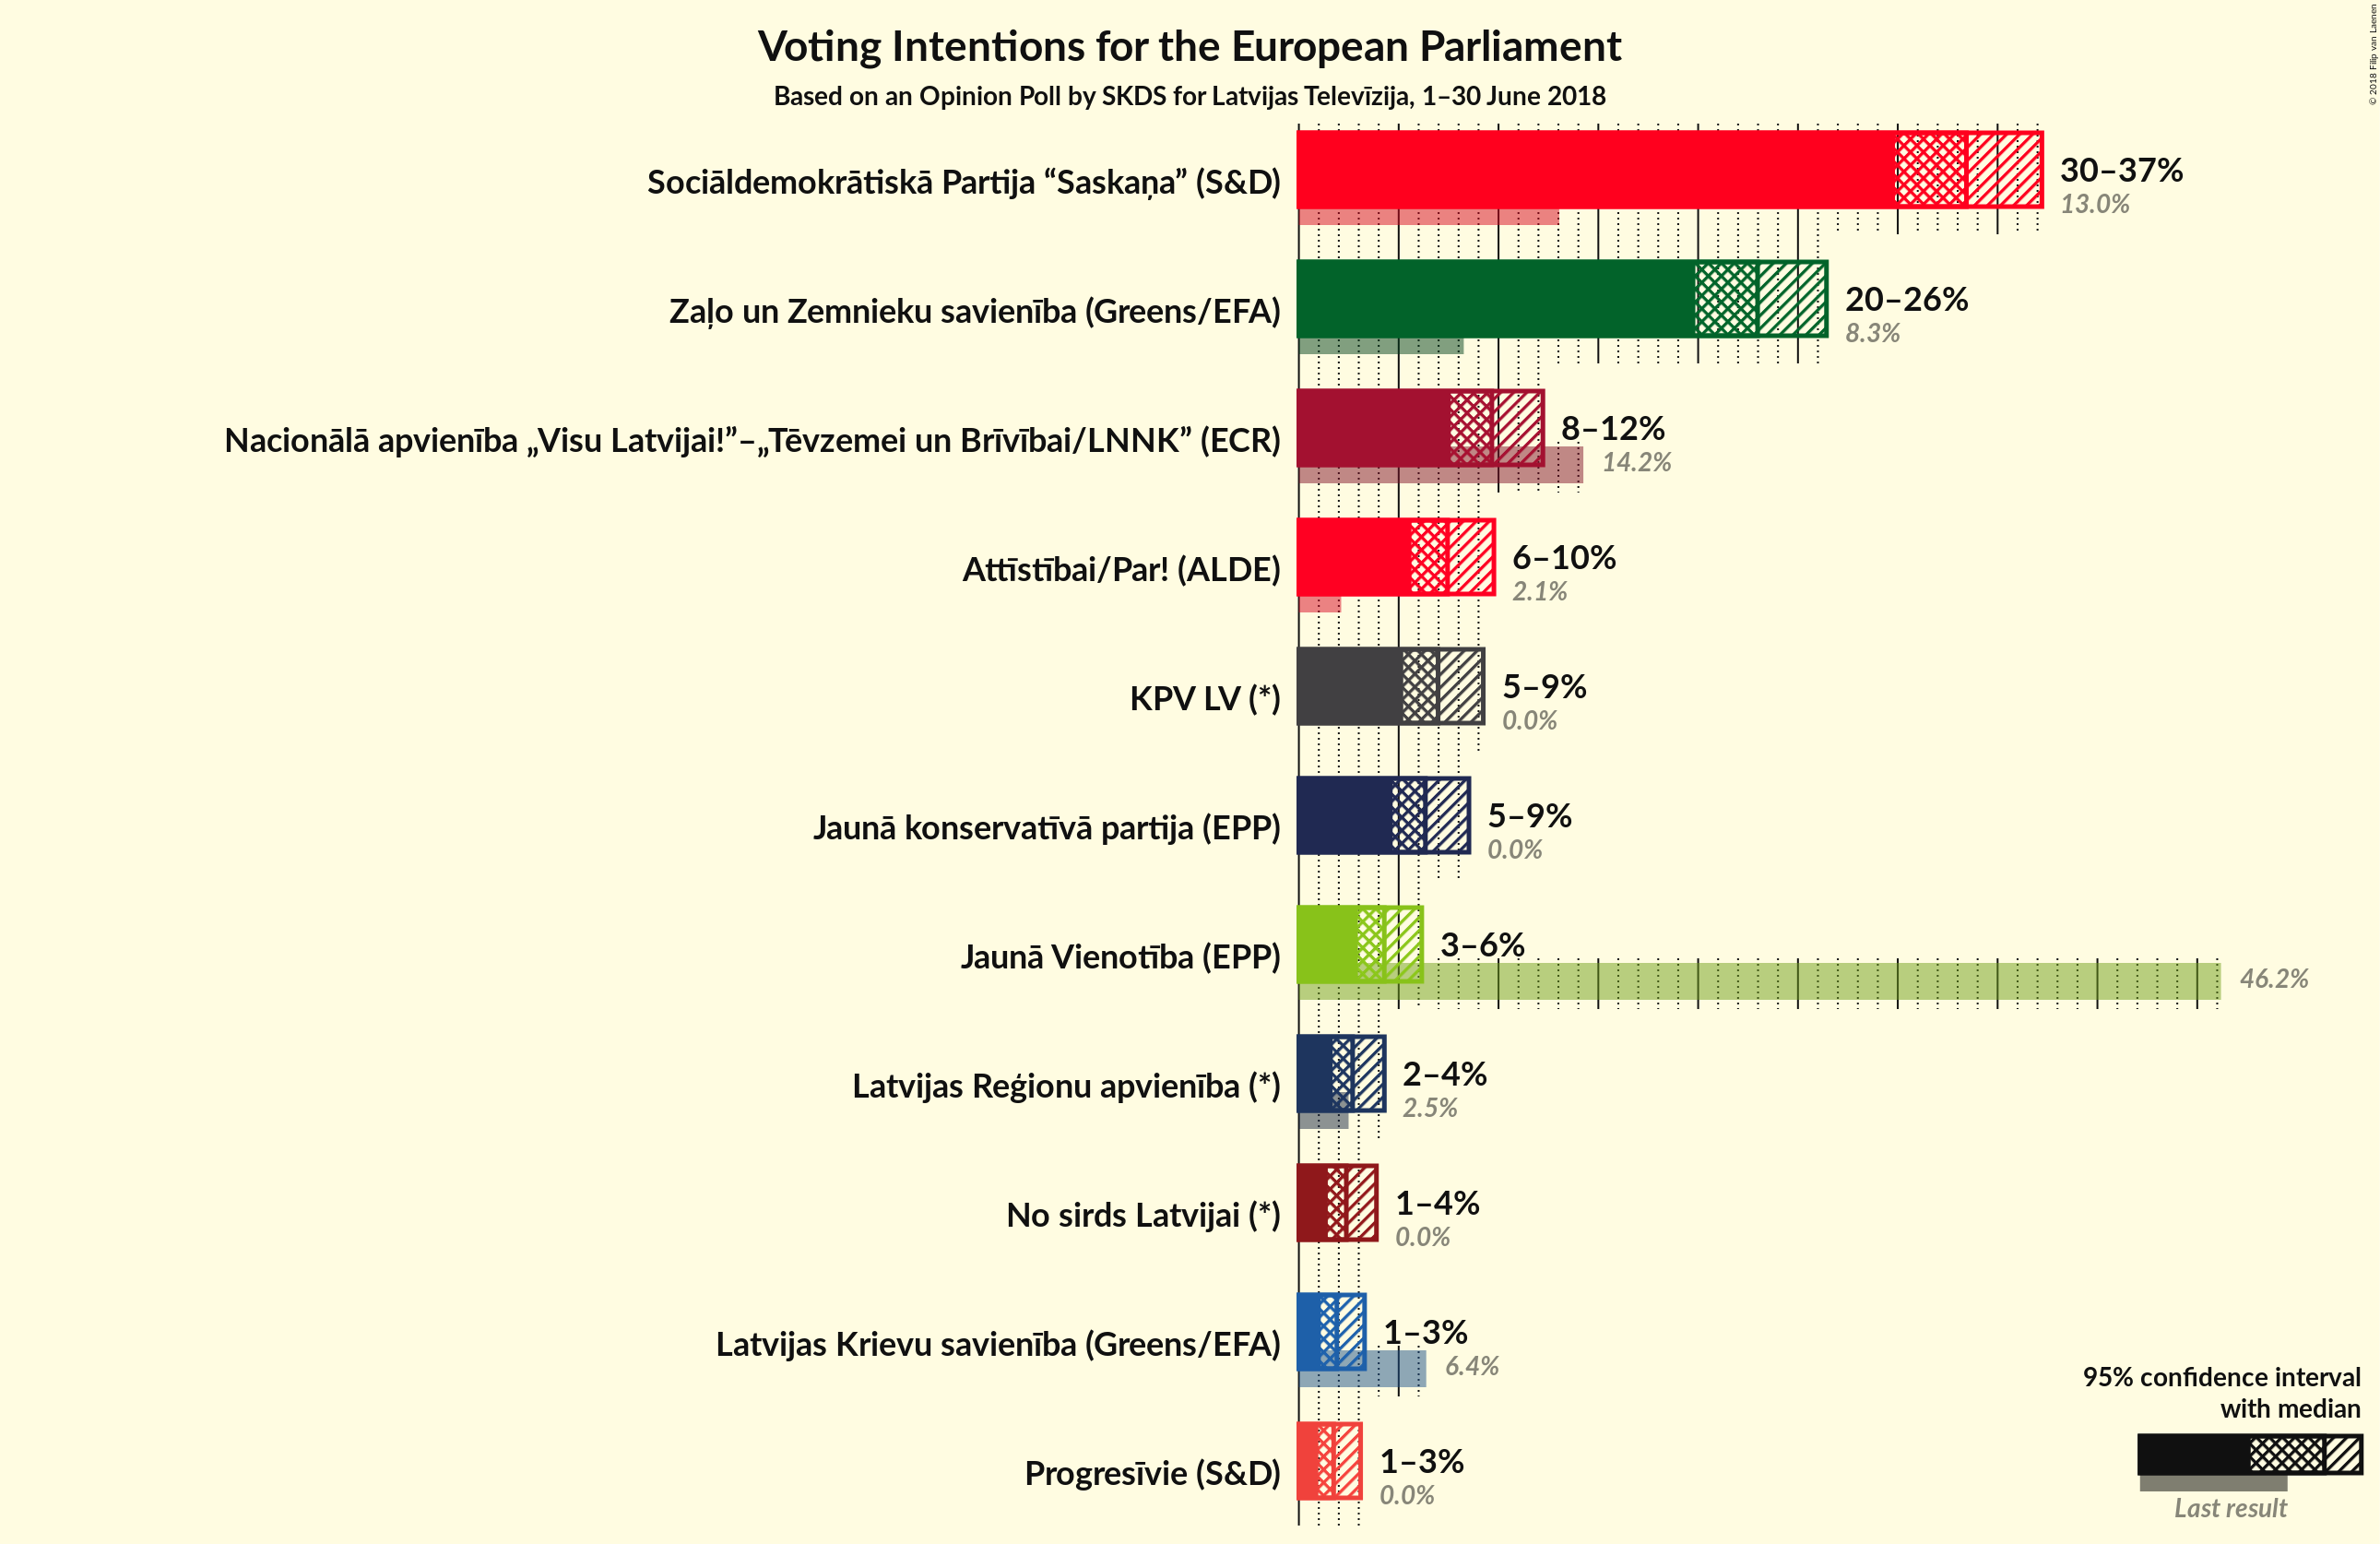 Voting Intentions for the European Parliament
Based on an Opinion Poll by SKDS for Latvijas Televīzija, 1–30 June 2018
© 2018 Filip van Laenen
Sociāldemokrātiskā Partija “Saskaņa” (S&D)
30–37%
13.0%
Zaļo un Zemnieku savienība (Greens/EFA)
20–26%
8.3%
Nacionālā apvienība „Visu Latvijai!”–„Tēvzemei un Brīvībai/LNNK” (ECR)
8–12%
14.2%
Attīstībai/Par! (ALDE)
6–10%
2.1%
KPV LV (*)
5–9%
0.0%
Jaunā konservatīvā partija (EPP)
5–9%
0.0%
Jaunā Vienotība (EPP)
3–6%
46.2%
Latvijas Reģionu apvienība (*)
2–4%
2.5%
No sirds Latvijai (*)
1–4%
0.0%
Latvijas Krievu savienība (Greens/EFA)
1–3%
6.4%
Progresīvie (S&D)
1–3%
0.0%
95% confidence interval
with median
Last result